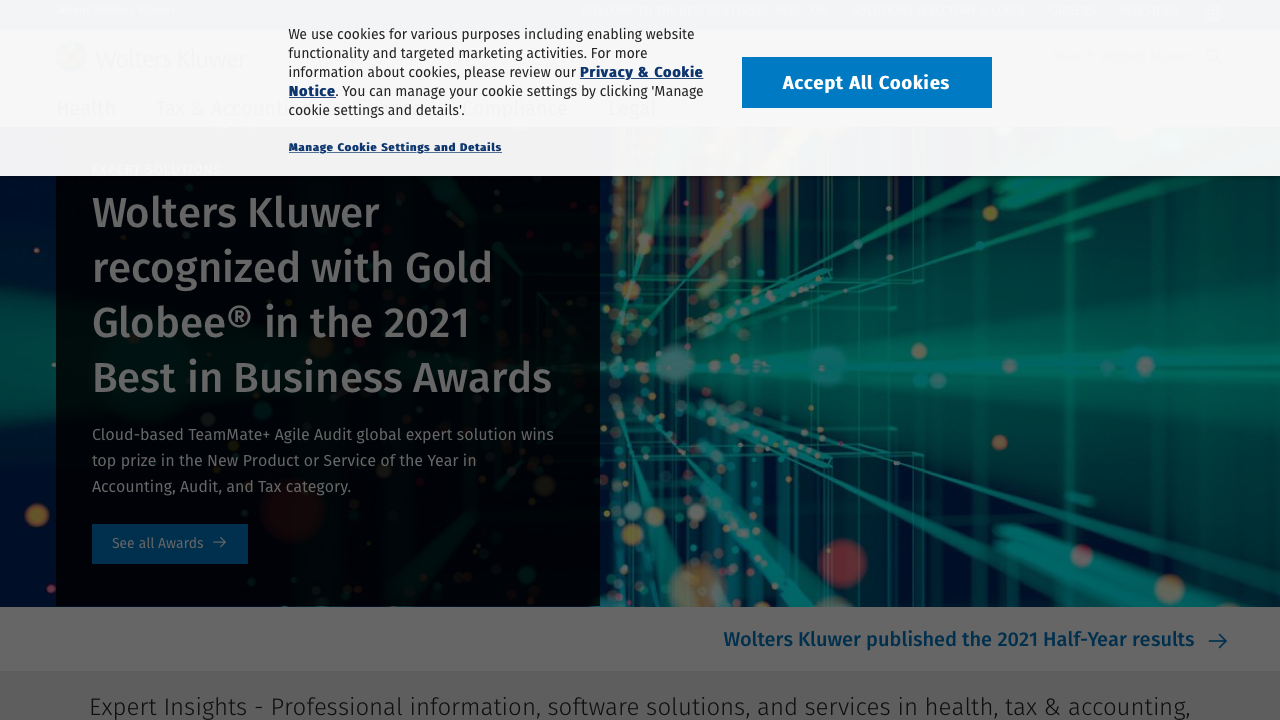 We use cookies for various purposes including enabling website
functionality and targeted marketing activities. For more
information about cookies, please review our Privacy & Cookie
Notice. You can manage your cookie settings by clicking 'Manage
cookie settings and details'.
Accept All Cookies
Manage Cookie Settings and Details
Wolters Kluwer
Health
Tax & Accounting
Compliance
Legal
Wolters Kluwer
recognized with Gold
Globee® in the 2021
Best in Business Awards
Cloud-based TeamMate+ Agile Audit global expert solution wins
top prize in the New Product or Service of the Year in
Accounting, Audit, and Tax category.
See all Awards
Wolters Kluwer published the 2021 Half-Year results
Expert Insights - Professional information, software solutions, and services in health, tax & accounting,